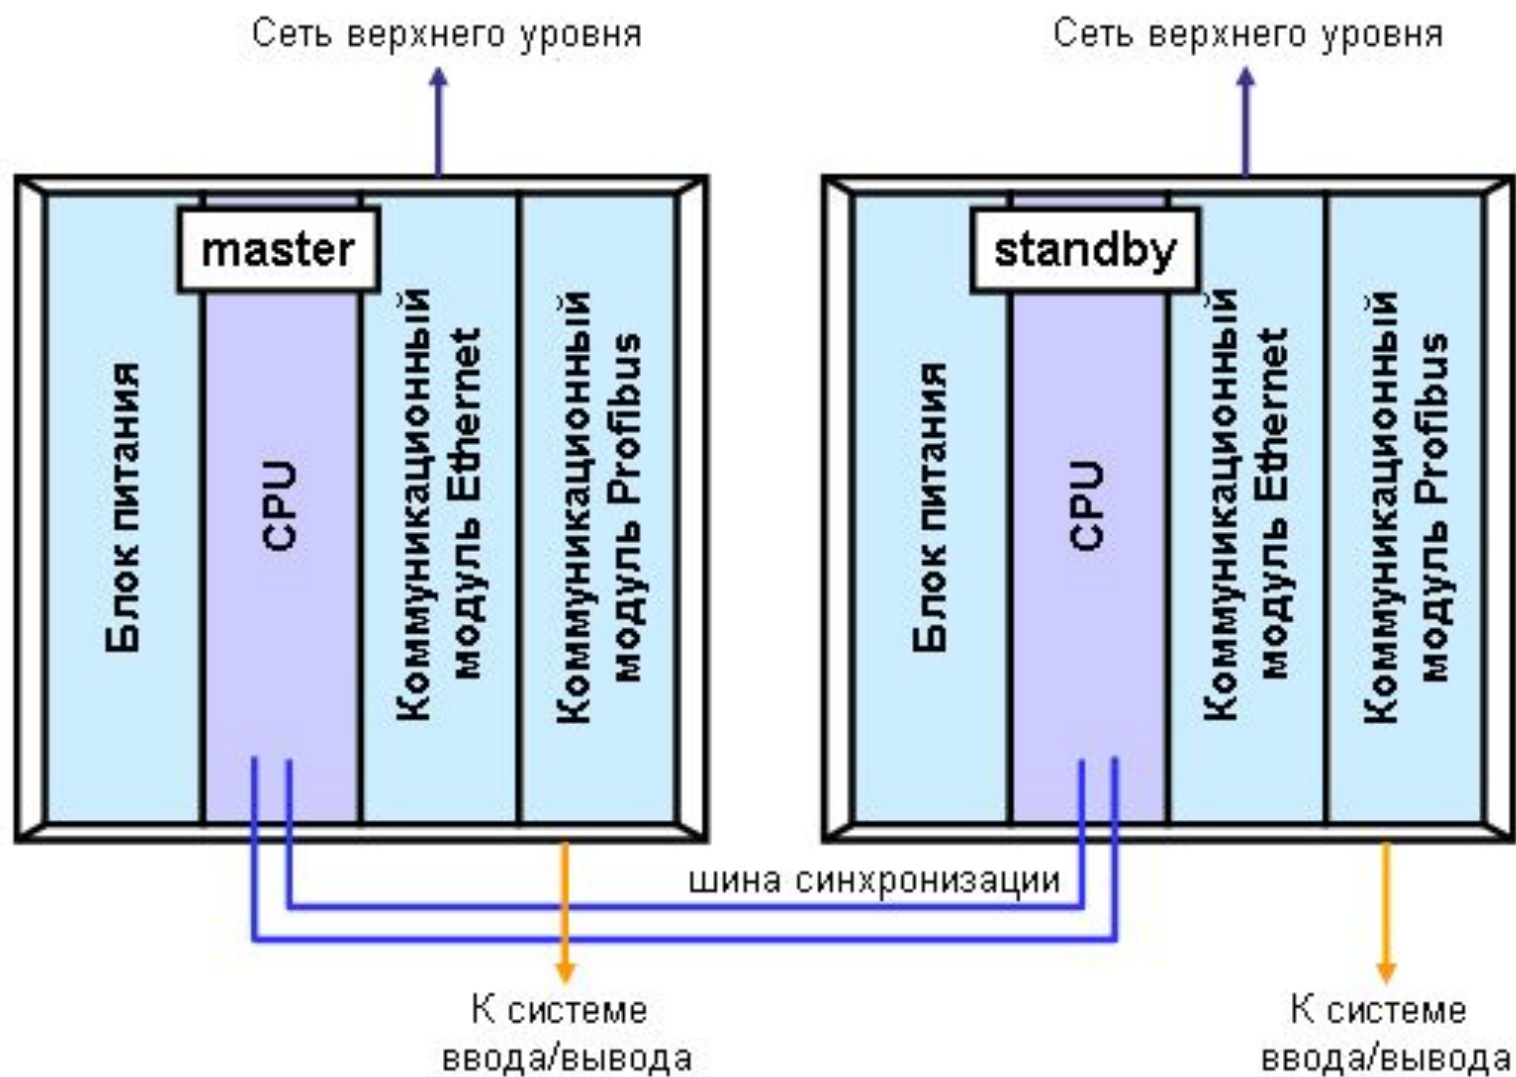 Сеть верхнего уровня
Сеть верхнего уровня
master
Блок питания
CPU
Коммуникационный
модуль Ethernet
Коммуникационный
модуль Profibus
standby
Блок питания
CPU
Коммуникационный
модуль Ethernet
Коммуникационный
модуль Profibus
шина синхронизации
К системе
ввода/вывода
К системе
ввода/вывода